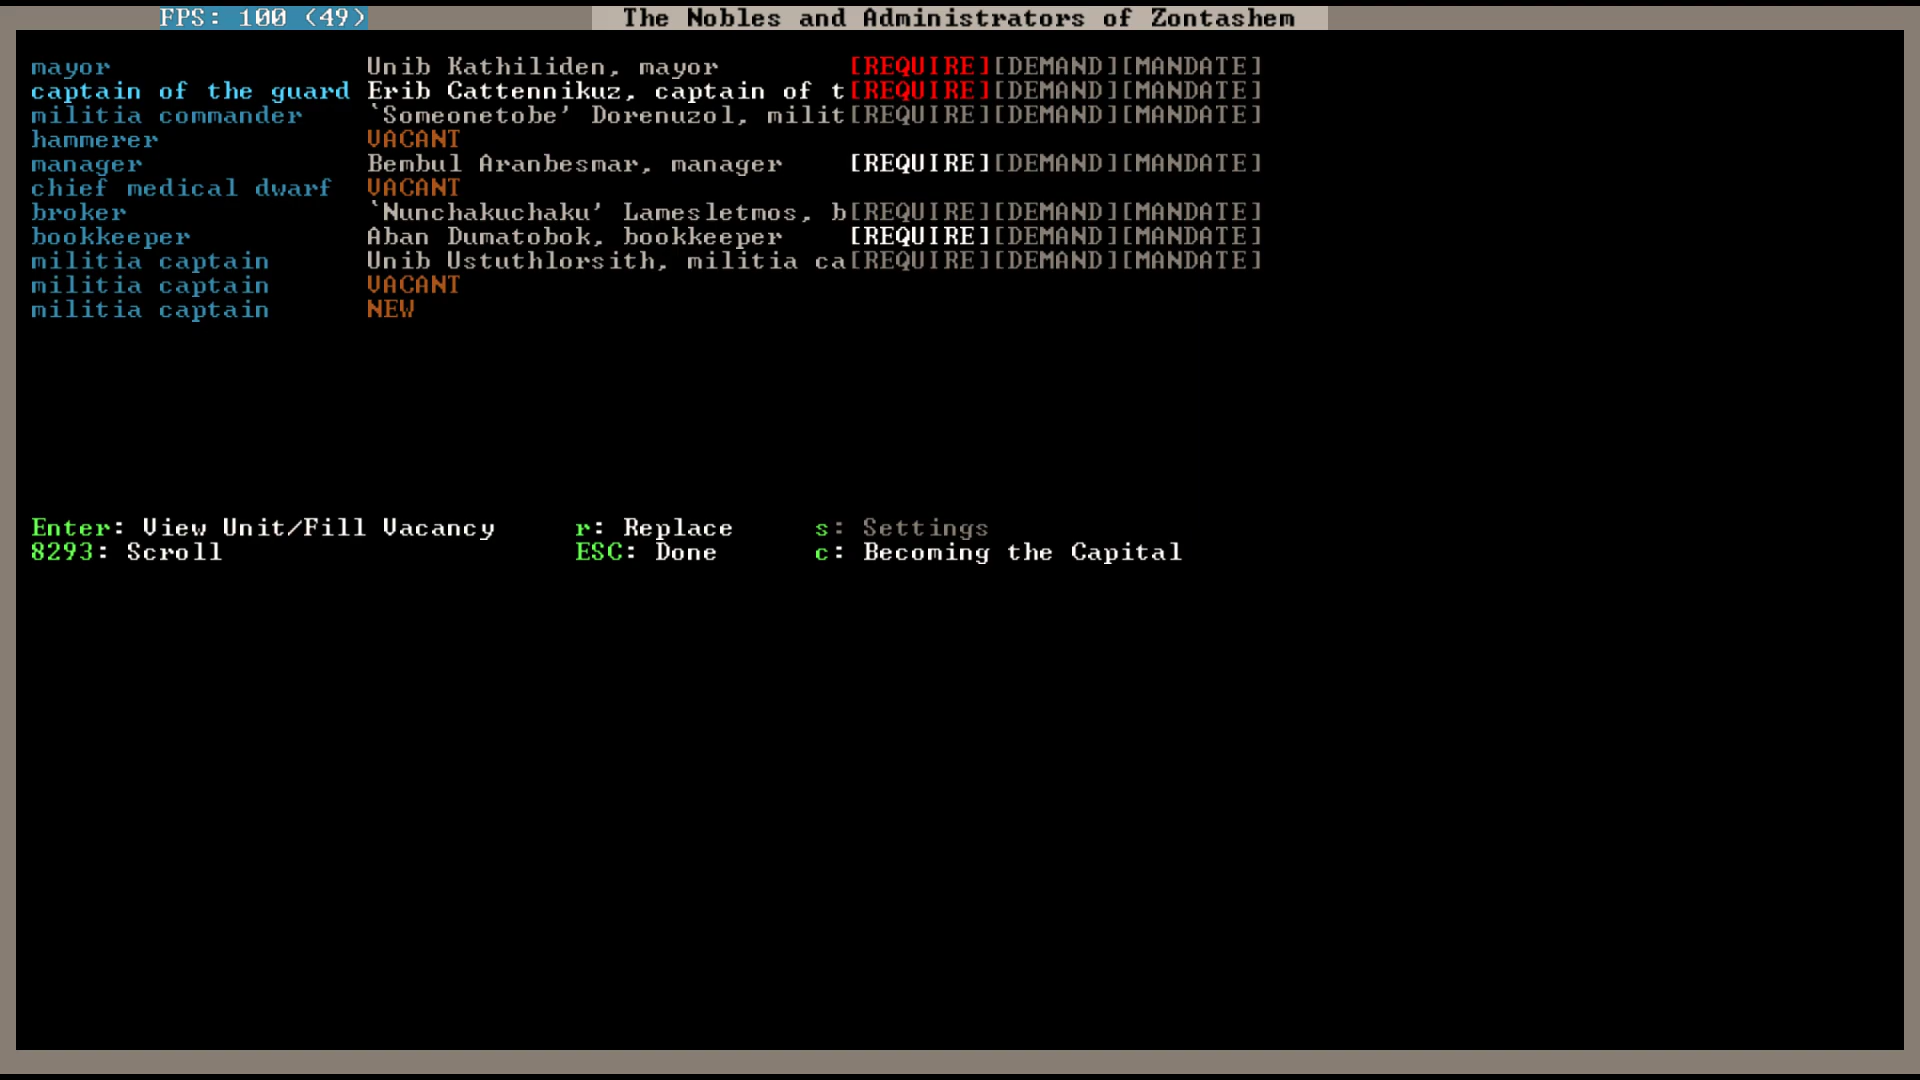 FPS: 100 (49) The Nobles and Administrators of Zontashem
mayor Unib Kathiliden, mayor [REQUIRE][DEMAND][MANDATE]
captain of the guard Erib Cattennikuz, captain of t[REQUIRE][DEMAND][MANDATE]
militia commander `Someonetobe' Dorenuzol, milit[REQUIRE][DEMAND][MANDATE]
hammerer VACANT
manager Bembul Aranbesmar, manager [REQUIRE][DEMAND][MANDATE]
chief medical dwarf VACANT
broker `Nunchakuchaku' Lamesletmos, b[REQUIRE][DEMAND][MANDATE]
bookkeeper Aban Dumatobok, bookkeeper [REQUIRE][DEMAND][MANDATE]
militia captain Unib Ustuthlorsith, militia ca[REQUIRE][DEMAND][MANDATE]
militia captain VACANT
militia captain NEW
Enter: View Unit/Fill Vacancy r: Replace s: Settings
8293: Scroll ESC: Done c: Becoming the Capital